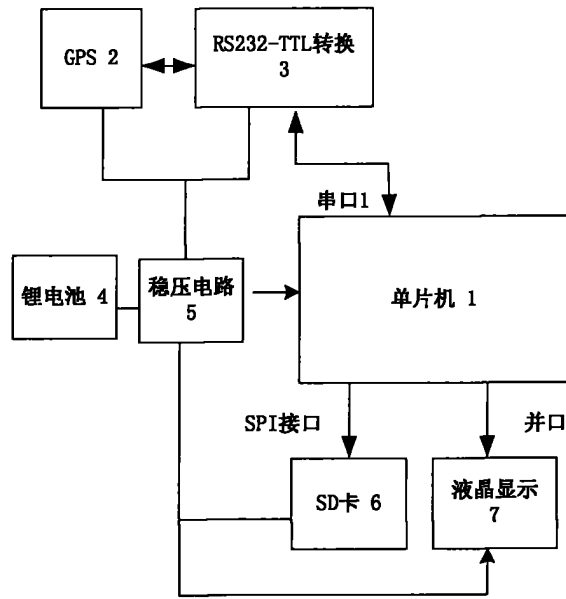 GPS 2
RS232-TTL转换
3
串口1
锂电池 4
稳压电路
5
单片机 1
SPI接口
并口
SD卡 6
液晶显示
7